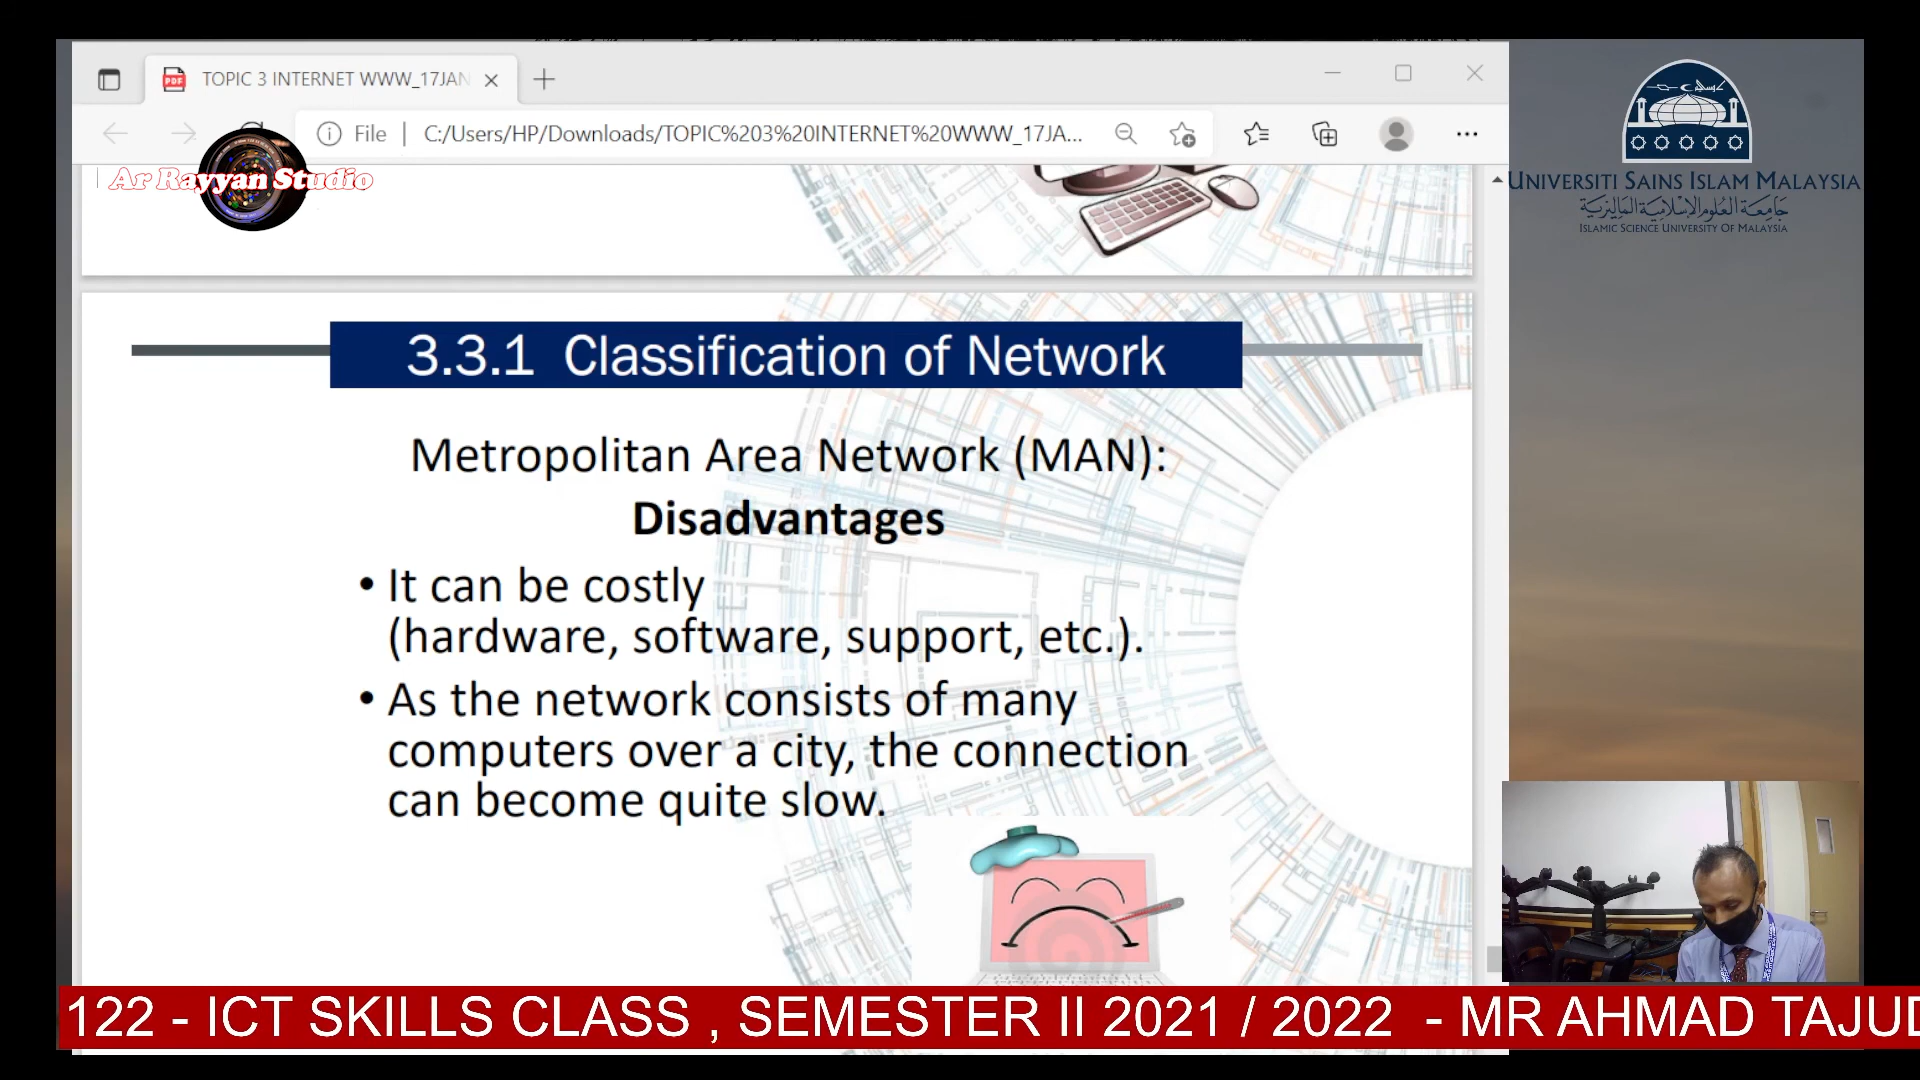 TOPIC 3 INTERNET WWW_17JAN
File
C:/Users/HP/Downloads/TOPIC%203%20INTERNET%20WWW_17JA...
Ar Rayyan Studio
UNIVERSITI SAINS ISLAM MALAYSIA
جامعة العلوم الإسلامية الماليزية
ISLAMIC SCIENCE UNIVERSITY OF MALAYSIA
3.3.1 Classification of Network
Metropolitan Area Network (MAN):
Disadvantages
• It can be costly
(hardware, software, support, etc.).
• As the network consists of many
computers over a city, the connection
can become quite slow.
122 - ICT SKILLS CLASS , SEMESTER II 2021 / 2022 - MR AHMAD TAJUD